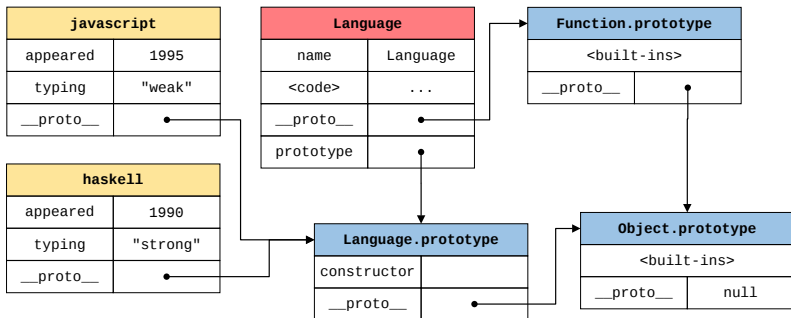 javascript
appeared 1995
typing "weak"
__proto__
haskell
appeared 1990
typing "strong"
__proto__
Language
name Language
<code> ...
__proto__
prototype
Language.prototype
constructor
__proto__
Function.prototype
<built-ins>
__proto__
Object.prototype
<built-ins>
__proto__ null